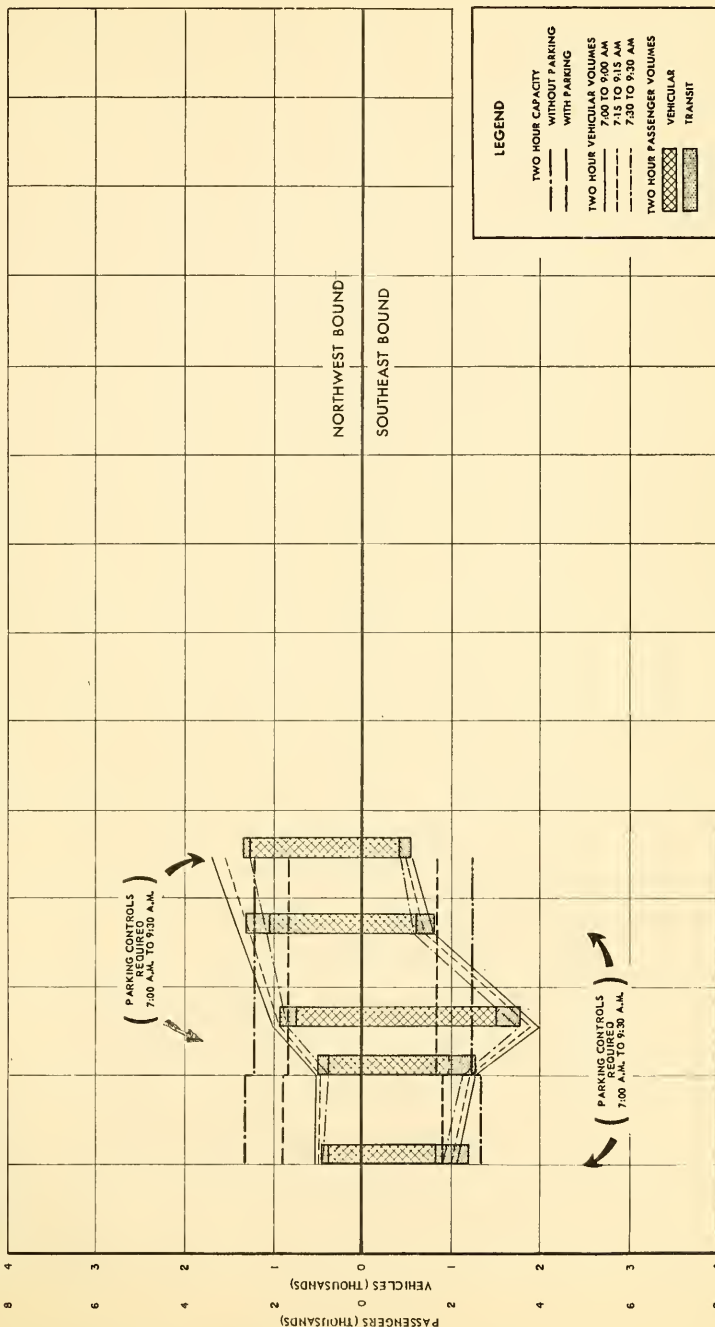 8 4
6 3
4 2
2 1
0 0
2 1
4 2
6 3
PASSENGERS (THOUSANDS)
VEHICLES (THOUSANDS)
(PARKING CONTROLS
REQUIRED
7:00 A.M. TO 9:30 A.M.)
NORTHWEST BOUND
SOUTHEAST BOUND
(PARKING CONTROLS
REQUIRED
7:00 A.M. TO 9:30 A.M.)
LEGEND
TWO HOUR CAPACITY
WITHOUT PARKING
WITH PARKING
TWO HOUR VEHICULAR VOLUMES
7:00 TO 9:00 AM
7:15 TO 9:15 AM
7:30 TO 9:30 AM
TWO HOUR PASSENGER VOLUMES
VEHICULAR
TRANSIT